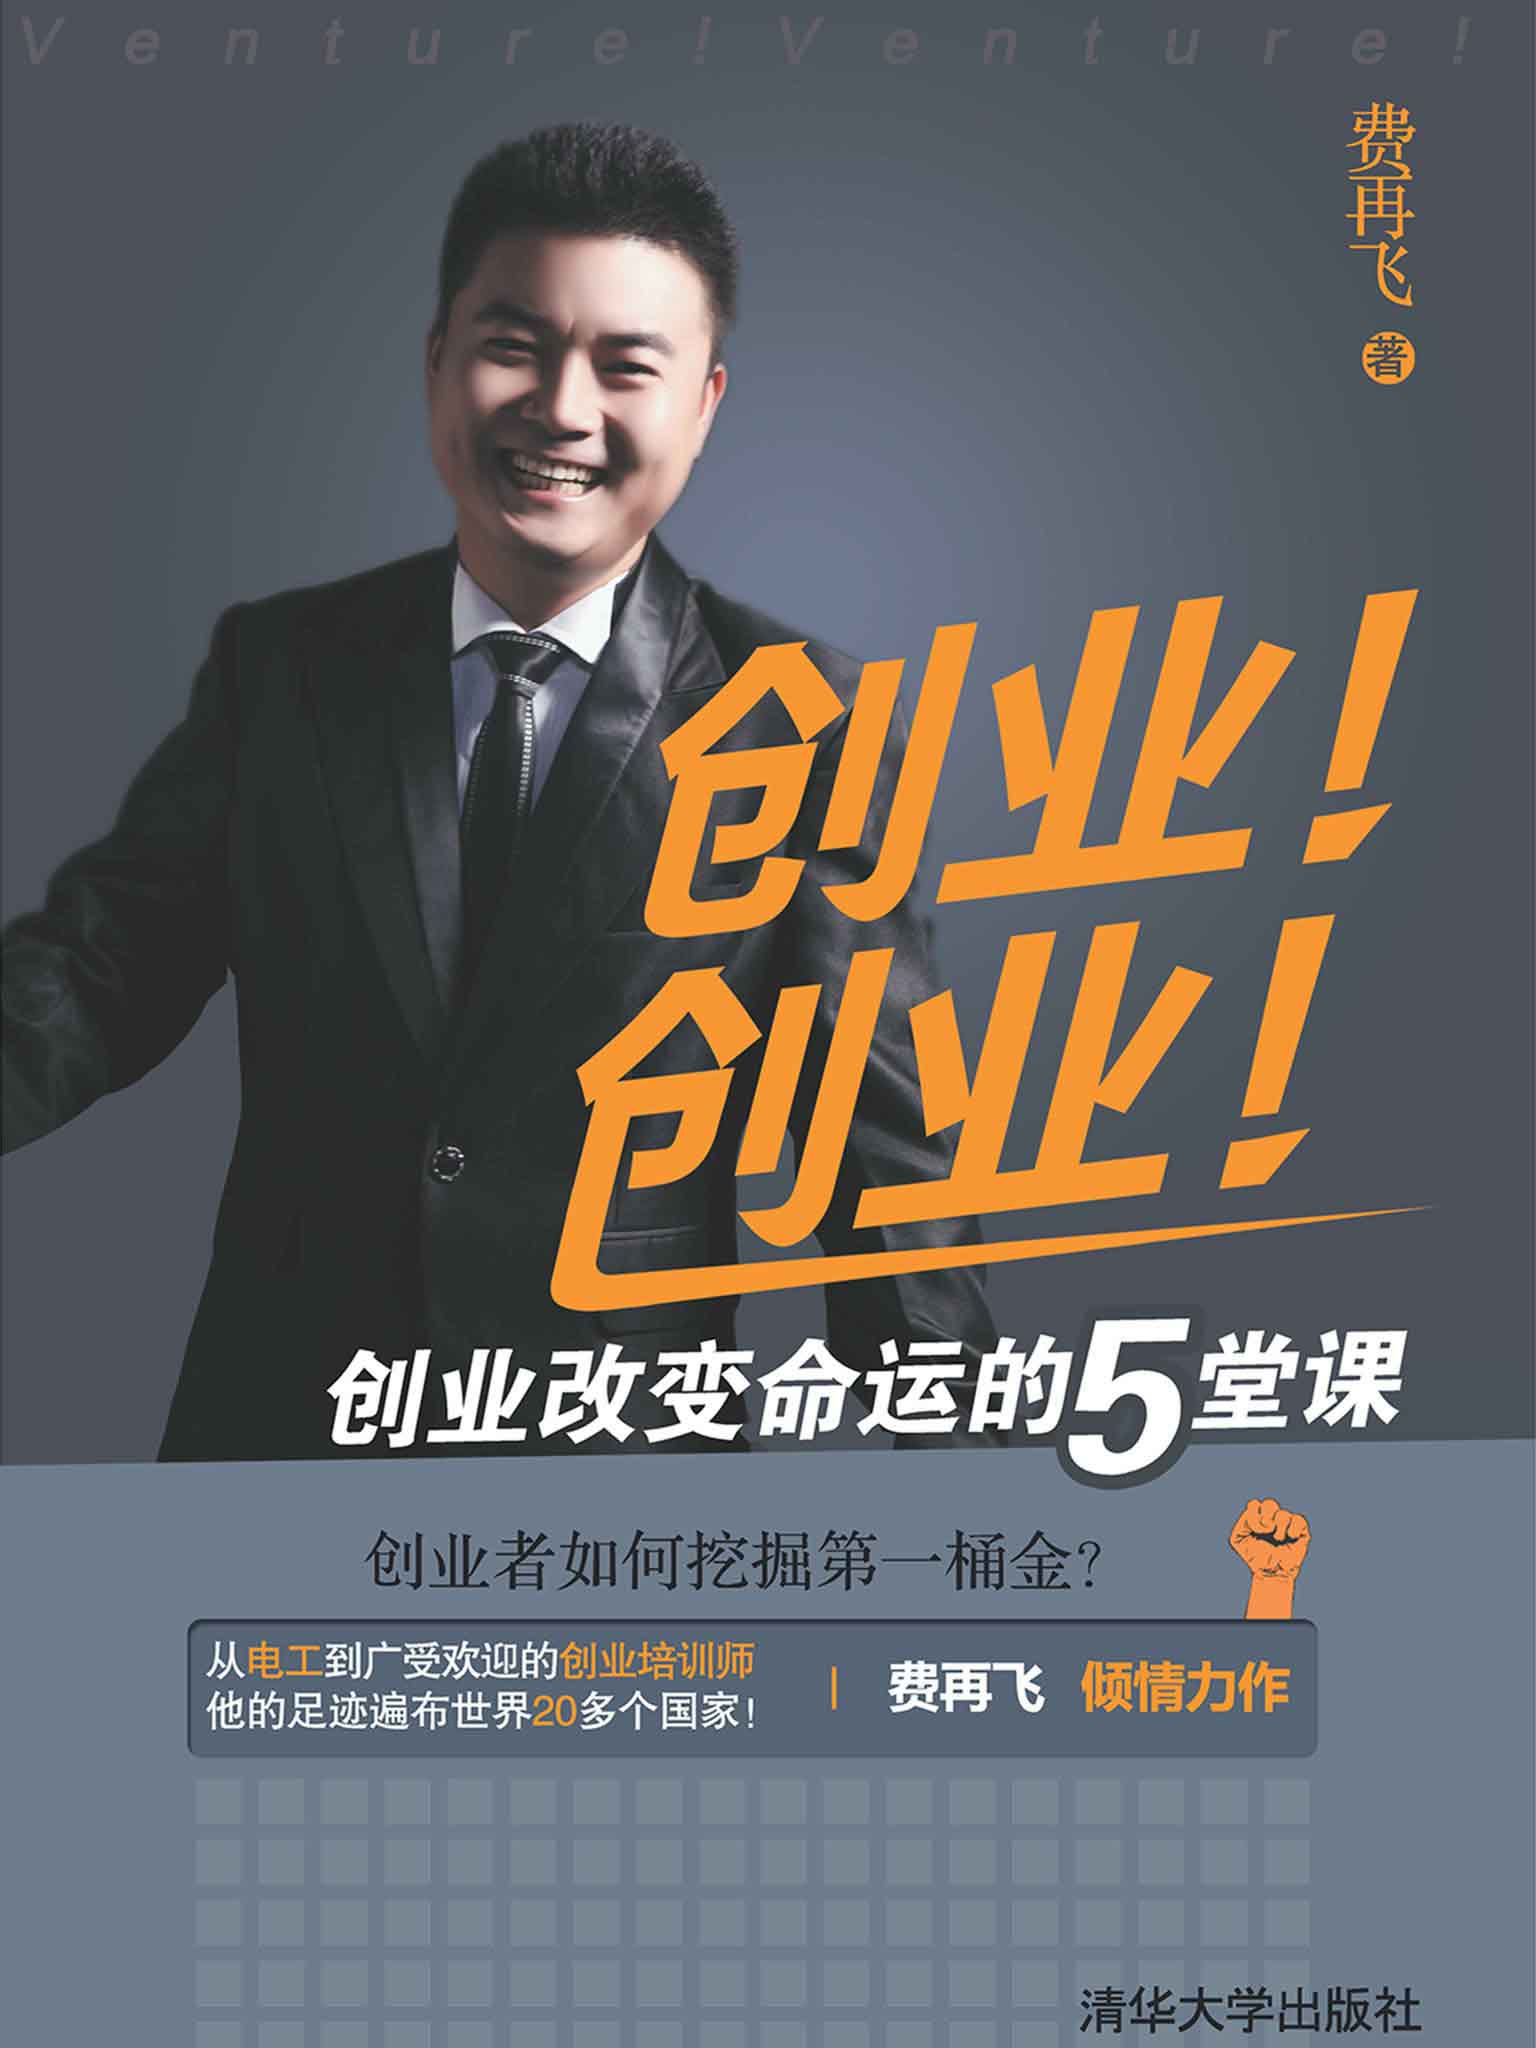 Venture!Venture!
费再飞 著
创业!
创业!
创业改变命运的5堂课
创业者如何挖掘第一桶金?
从电工到广受欢迎的创业培训师
他的足迹遍布世界20多个国家!
费再飞 倾情力作
清华大学出版社